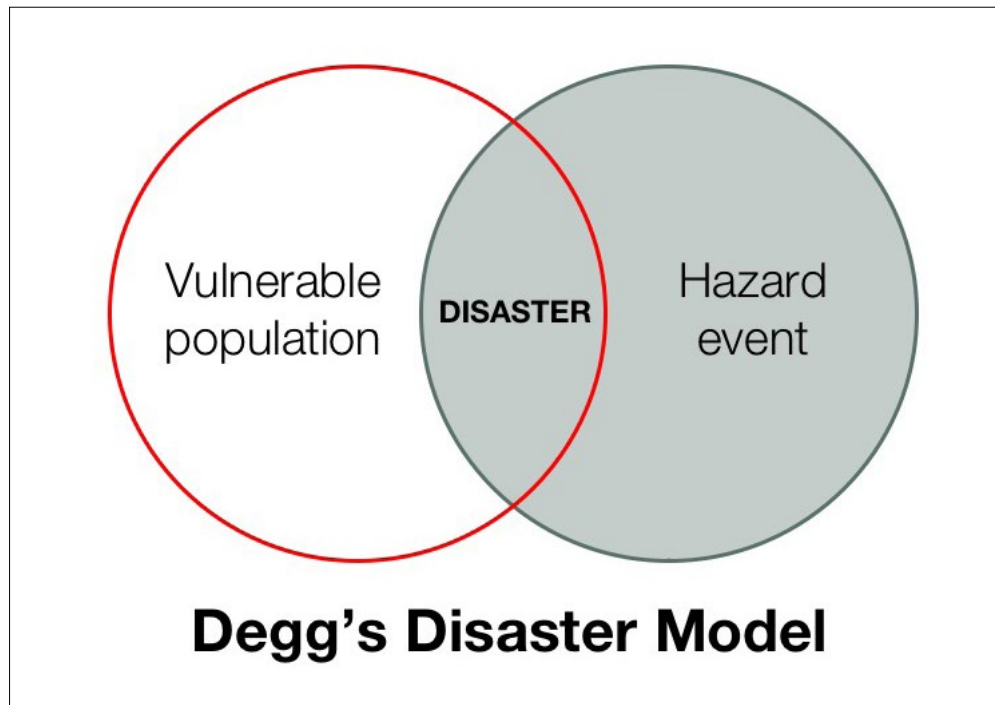 Vulnerable
population
DISASTER
Hazard
event
Degg’s Disaster Model